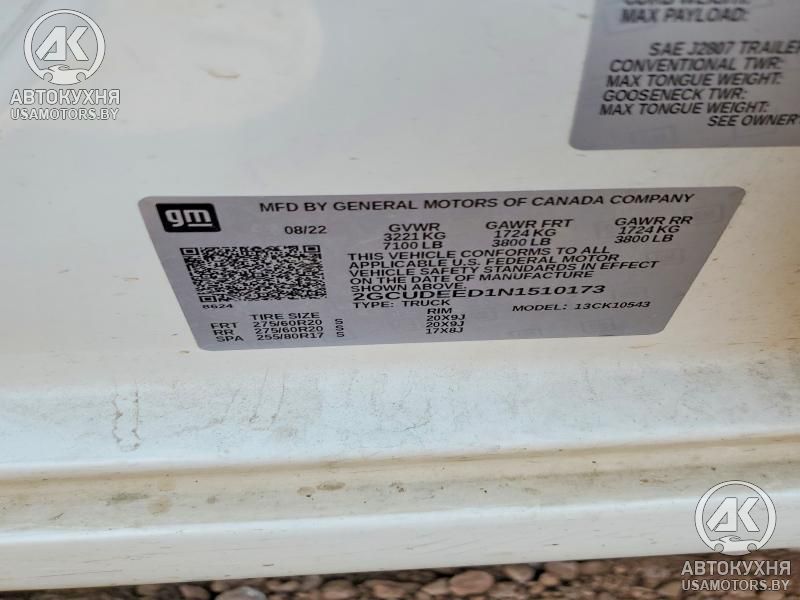 AK
АВТОКУХНЯ
USAMOTORS.BY
MAX PAYLOAD:
SAE J2807 TRAILER
CONVENTIONAL TWR:
MAX TONGUE WEIGHT:
GOOSENECK TWR:
MAX TONGUE WEIGHT:
SEE OWNER
gm
MFD BY GENERAL MOTORS OF CANADA COMPANY
08/22 GVWR GAWR FRT GAWR RR
3221 KG 1724 KG 1724 KG
7100 LB 3800 LB 3800 LB
THIS VEHICLE CONFORMS TO ALL
APPLICABLE U.S. FEDERAL MOTOR
VEHICLE SAFETY STANDARDS IN EFFECT
ON THE DATE OF MANUFACTURE
SHOWN ABOVE.
2GCUDEED1N1510173
8624 TYPE: TRUCK MODEL: 13CK10543
TIRE SIZE RIM
FRT 275/60R20 S 20X9J
RR 275/60R20 S 20X9J
SPA 255/80R17 S 17X8J
AK
АВТОКУХНЯ
USAMOTORS.BY